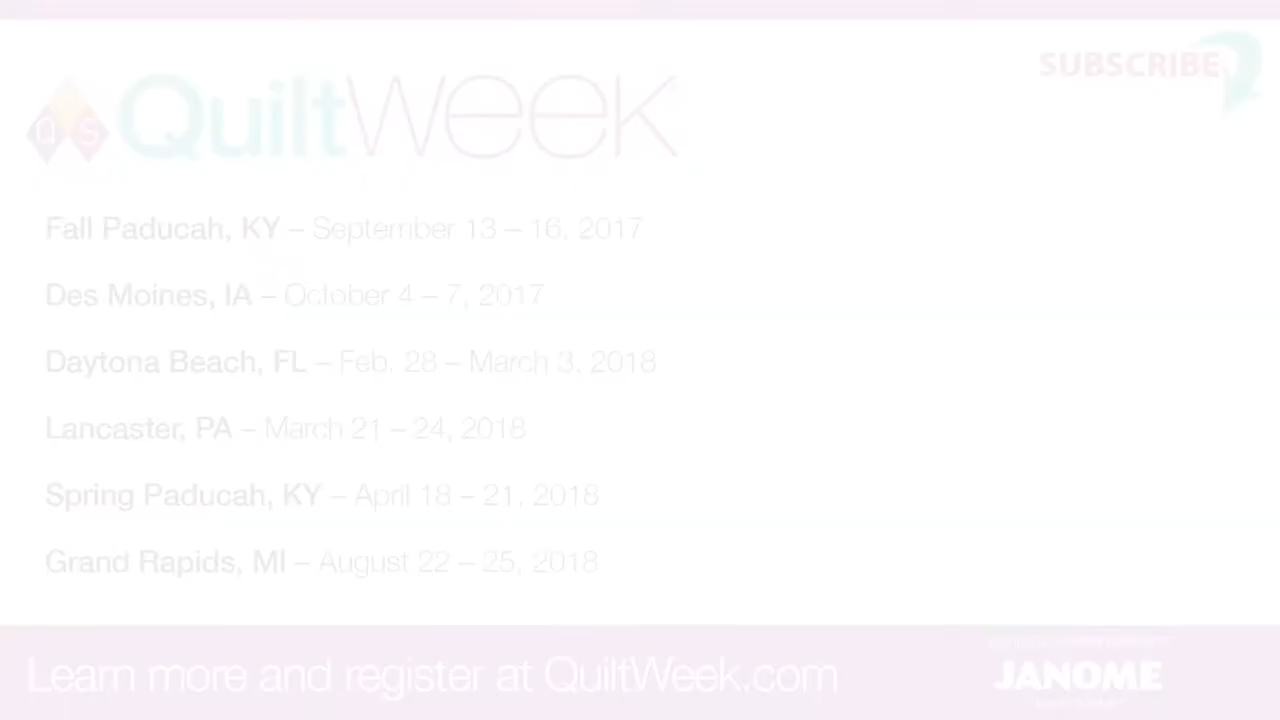 SUBSCRIBE
QS QuiltWeek
Fall Paducah, KY – September 13 – 16, 2017
Des Moines, IA – October 4 – 7, 2017
Daytona Beach, FL – Feb. 28 – March 3, 2018
Lancaster, PA – March 21 – 24, 2018
Spring Paducah, KY – April 18 – 21, 2018
Grand Rapids, MI – August 22 – 25, 2018
Learn more and register at QuiltWeek.com
JANOME